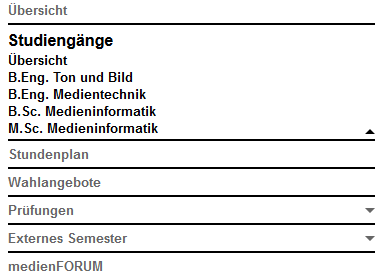 Übersicht
Studiengänge
Übersicht
B.Eng. Ton und Bild
B.Eng. Medientechnik
B.Sc. Medieninformatik
M.Sc. Medieninformatik
Stundenplan
Wahlangebote
Prüfungen
Externes Semester
medienFORUM